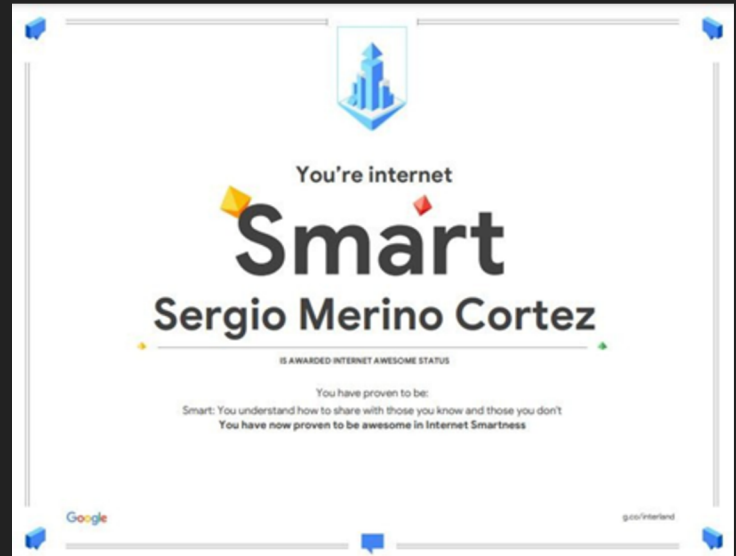 You're internet
Smart
Sergio Merino Cortez
IS AWARDED INTERNET AWESOME STATUS
You have proven to be:
Smart: You understand how to share with those you know and those you don't
You have now proven to be awesome in Internet Smartness
Google
g.co/interland